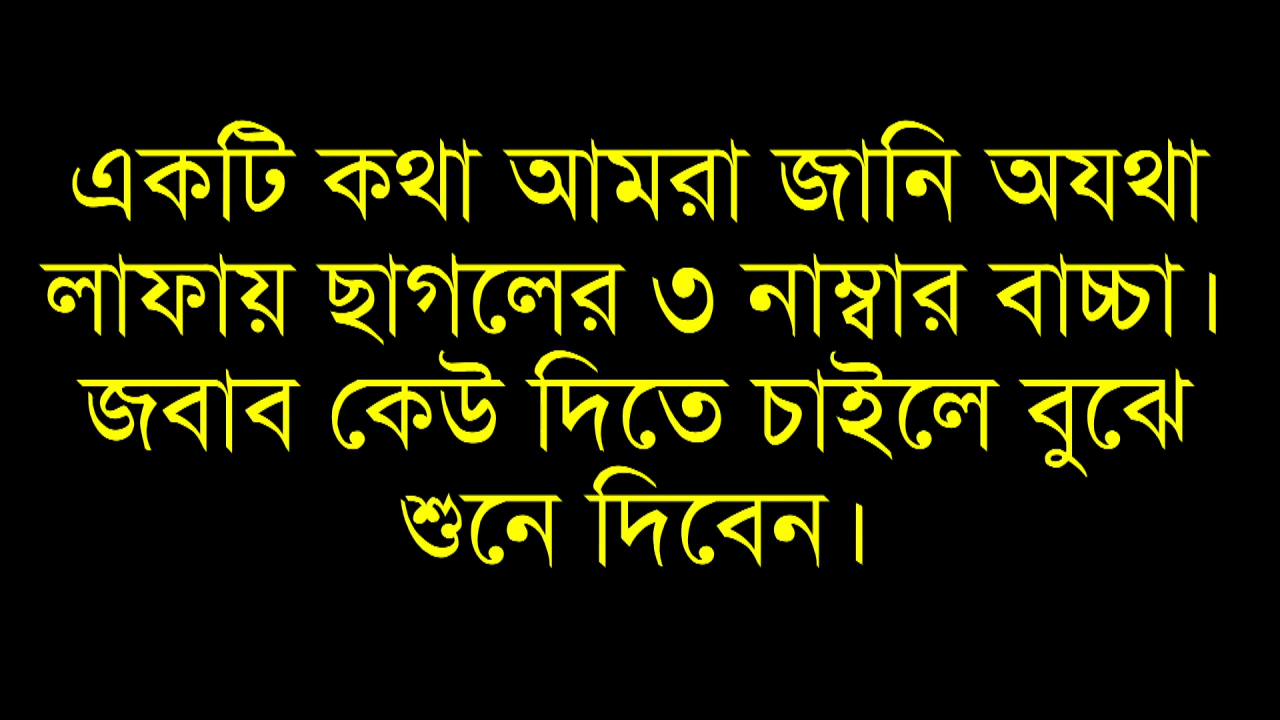 একটি কথা আমরা জানি অযথা
লাফায় ছাগলের ৩ নাম্বার বাচ্চা।
জবাব কেউ দিতে চাইলে বুঝে
শুনে দিবেন।